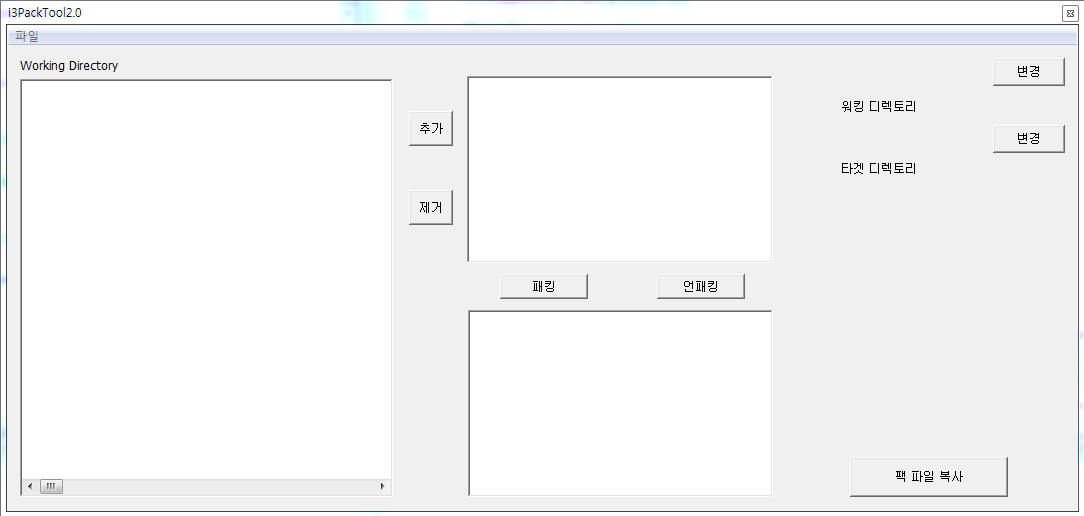 i3PackTool2.0
파일
Working Directory
변경
워킹 디렉토리
추가
변경
타겟 디렉토리
제거
패킹
언패킹
팩 파일 복사